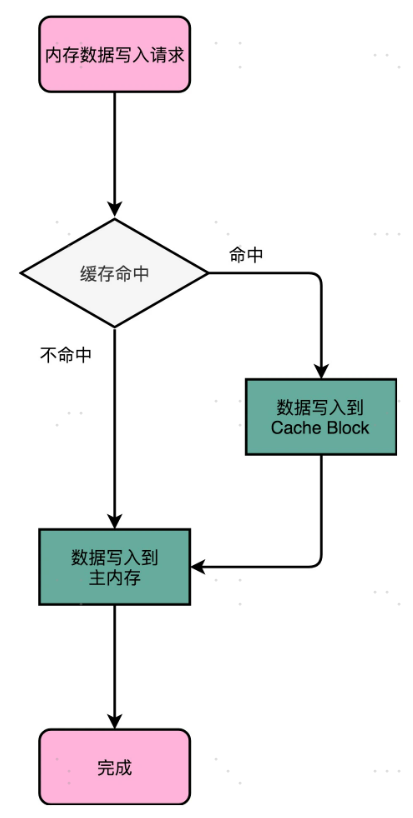 内存数据写入请求
缓存命中
命中
不命中
数据写入到
Cache Block
数据写入到
主内存
完成